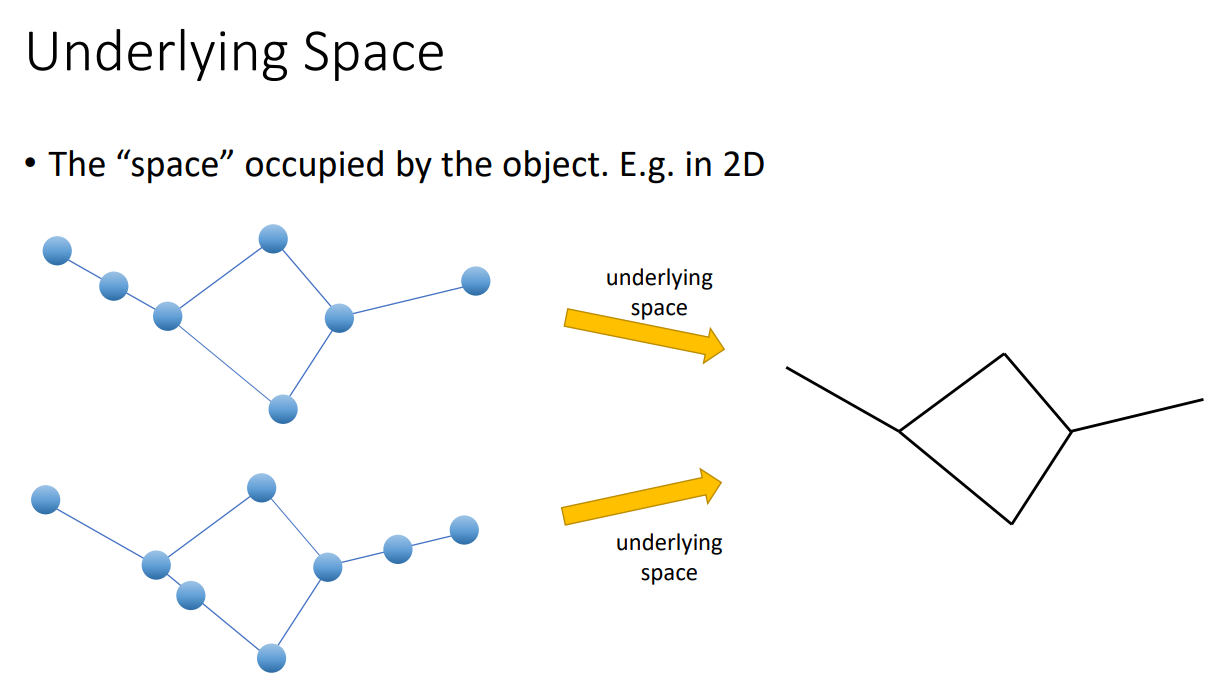 Underlying Space
• The “space” occupied by the object. E.g. in 2D
underlying
space
underlying
space